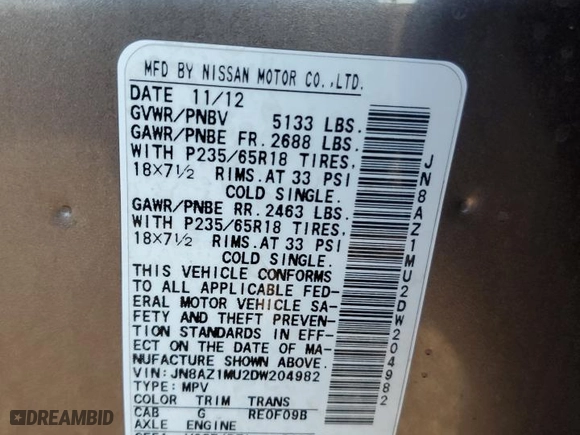 MFD BY NISSAN MOTOR CO.,LTD.
DATE 11/12
GVWR/PNBV 5133 LBS.
GAWR/PNBE FR. 2688 LBS.
WITH P235/65R18 TIRES,
18×7½ RIMS.AT 33 PSI
COLD SINGLE.
GAWR/PNBE RR. 2463 LBS.
WITH P235/65R18 TIRES,
18×7½ RIMS.AT 33 PSI
COLD SINGLE.
THIS VEHICLE CONFORMS
TO ALL APPLICABLE FED-
ERAL MOTOR VEHICLE SA-
FETY AND THEFT PREVEN-
TION STANDARDS IN EFF-
ECT ON THE DATE OF MA-
NUFACTURE SHOWN ABOVE.
VIN: JN8AZ1MU2DW204982
TYPE: MPV
COLOR TRIM TRANS
CAB G RE0F09B
AXLE ENGINE
JN8AZ1MU2DW204982
DREAMBID